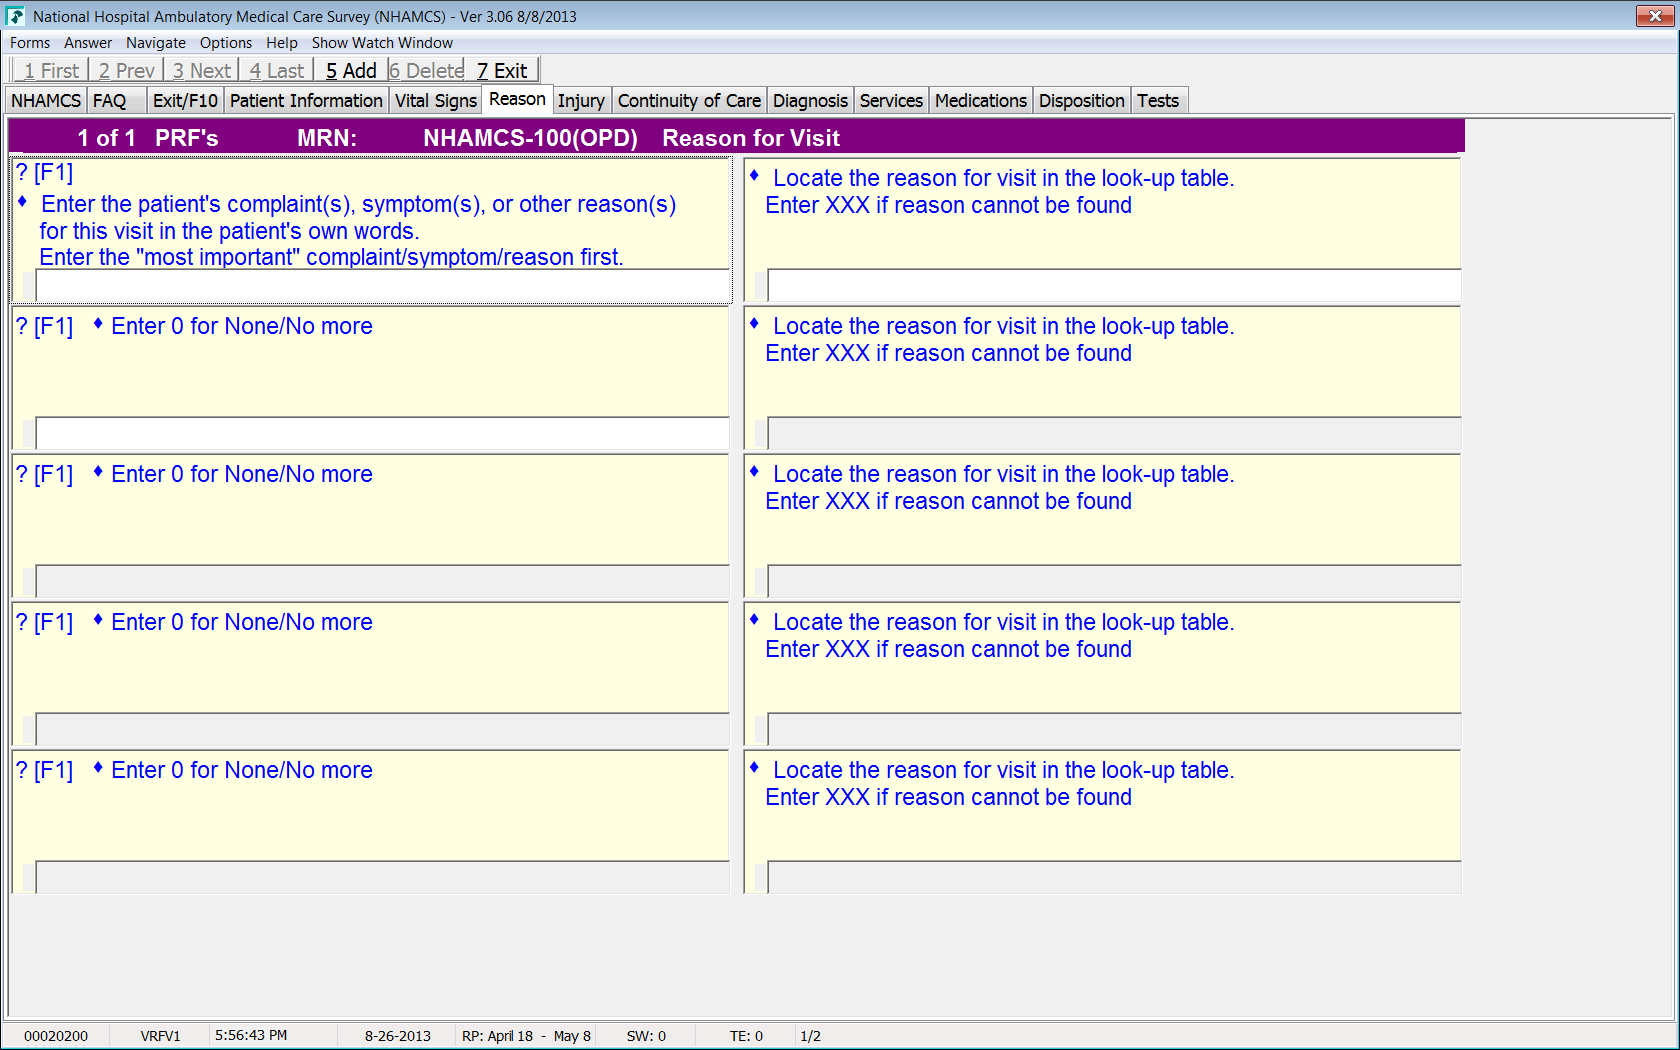 National Hospital Ambulatory Medical Care Survey (NHAMCS) - Ver 3.06 8/8/2013
Forms Answer Navigate Options Help Show Watch Window
1 First 2 Prev 3 Next 4 Last 5 Add 6 Delete 7 Exit
NHAMCS FAQ Exit/F10 Patient Information Vital Signs Reason Injury Continuity of Care Diagnosis Services Medications Disposition Tests
1 of 1 PRF's MRN: NHAMCS-100(OPD) Reason for Visit
? [F1]
♦ Enter the patient's complaint(s), symptom(s), or other reason(s)
for this visit in the patient's own words.
Enter the "most important" complaint/symptom/reason first.
♦ Locate the reason for visit in the look-up table.
Enter XXX if reason cannot be found
? [F1] ♦ Enter 0 for None/No more
♦ Locate the reason for visit in the look-up table.
Enter XXX if reason cannot be found
? [F1] ♦ Enter 0 for None/No more
♦ Locate the reason for visit in the look-up table.
Enter XXX if reason cannot be found
? [F1] ♦ Enter 0 for None/No more
♦ Locate the reason for visit in the look-up table.
Enter XXX if reason cannot be found
? [F1] ♦ Enter 0 for None/No more
♦ Locate the reason for visit in the look-up table.
Enter XXX if reason cannot be found
00020200 VRFV1 5:56:43 PM 8-26-2013 RP: April 18 - May 8 SW: 0 TE: 0 1/2